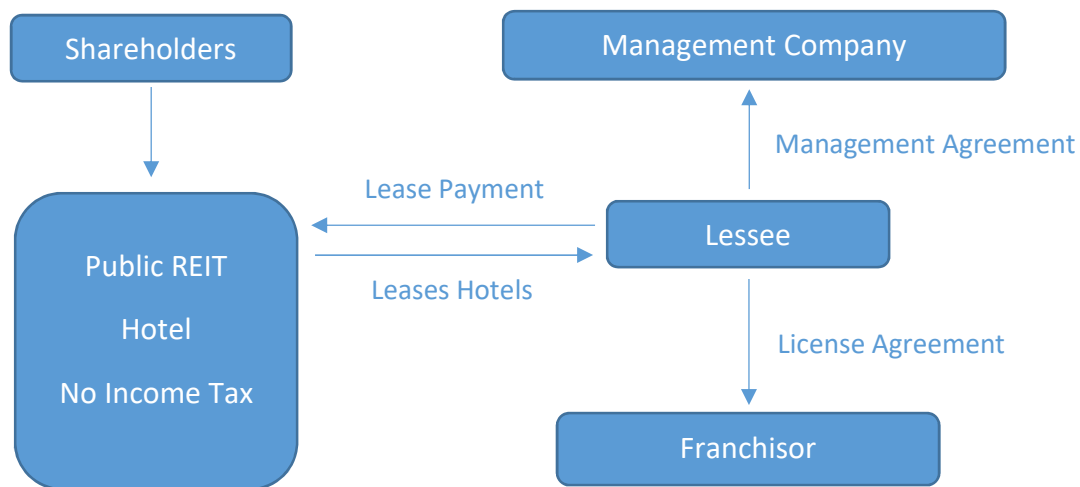 Shareholders
Management Company
Management Agreement
Lease Payment
Lessee
Public REIT
Leases Hotels
Hotel
License Agreement
No Income Tax
Franchisor